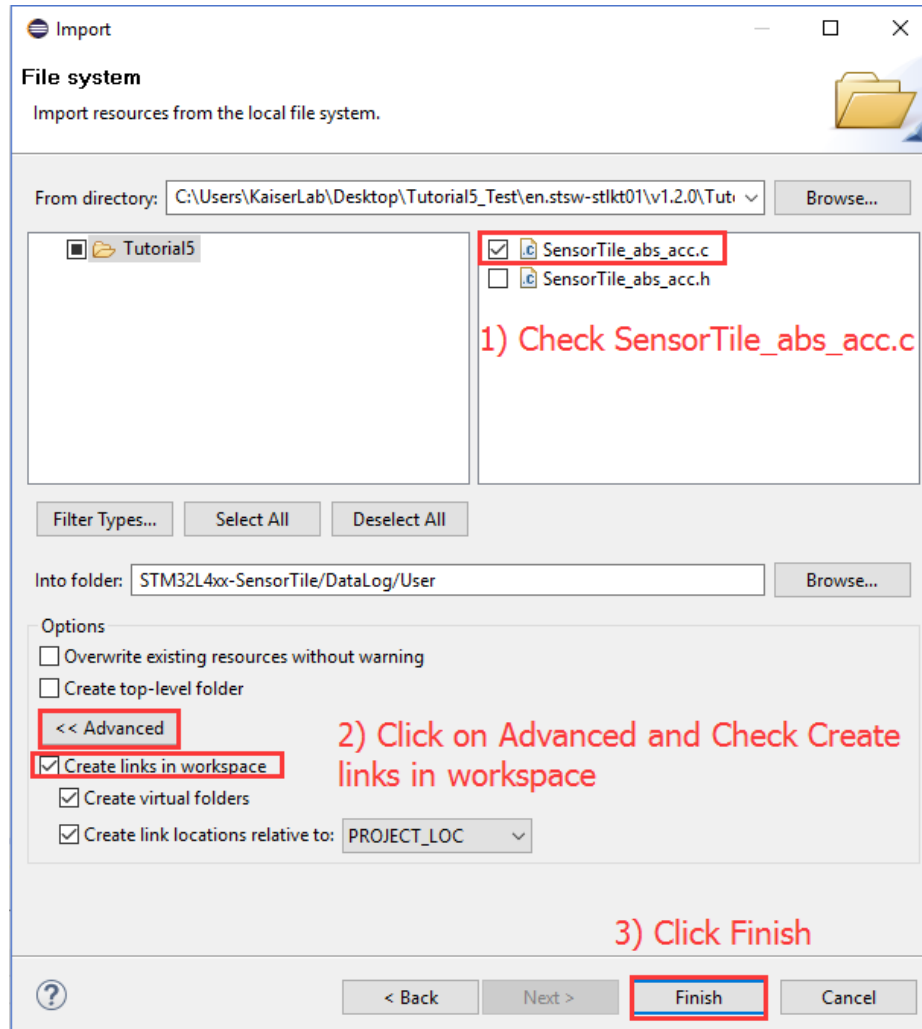 Import
File system
Import resources from the local file system.
From directory: C:\Users\KaiserLab\Desktop\Tutorial5_Test\en.stsw-stlkt01\v1.2.0\Tut Browse...
Tutorial5
SensorTile_abs_acc.c
SensorTile_abs_acc.h
1) Check SensorTile_abs_acc.c
Filter Types... Select All Deselect All
Into folder: STM32L4xx-SensorTile/DataLog/User Browse...
Options
Overwrite existing resources without warning
Create top-level folder
<< Advanced
2) Click on Advanced and Check Create
links in workspace
Create links in workspace
Create virtual folders
Create link locations relative to: PROJECT_LOC
3) Click Finish
? < Back Next > Finish Cancel